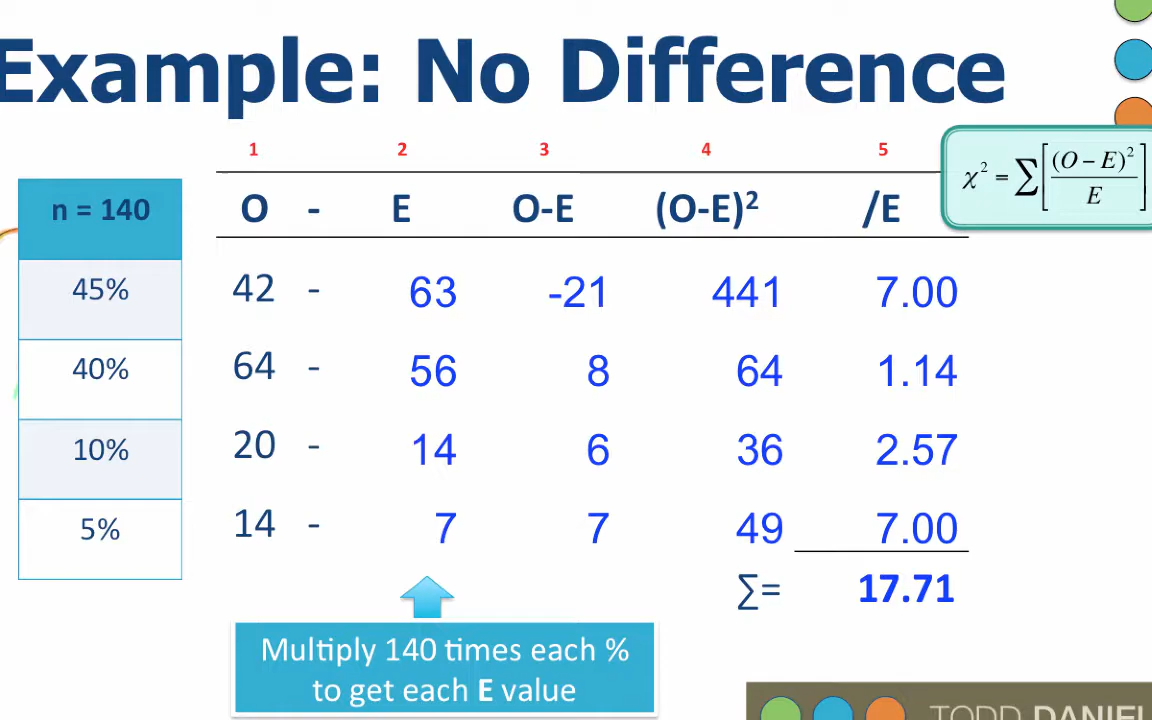 Example: No Difference
1 2 3 4 5
χ² = ∑[(O − E)² / E]
n = 140 O - E O-E (O-E)² /E
45% 42 - 63 -21 441 7.00
40% 64 - 56 8 64 1.14
10% 20 - 14 6 36 2.57
5% 14 - 7 7 49 7.00
∑= 17.71
Multiply 140 times each %
to get each E value
TODD DANIEL